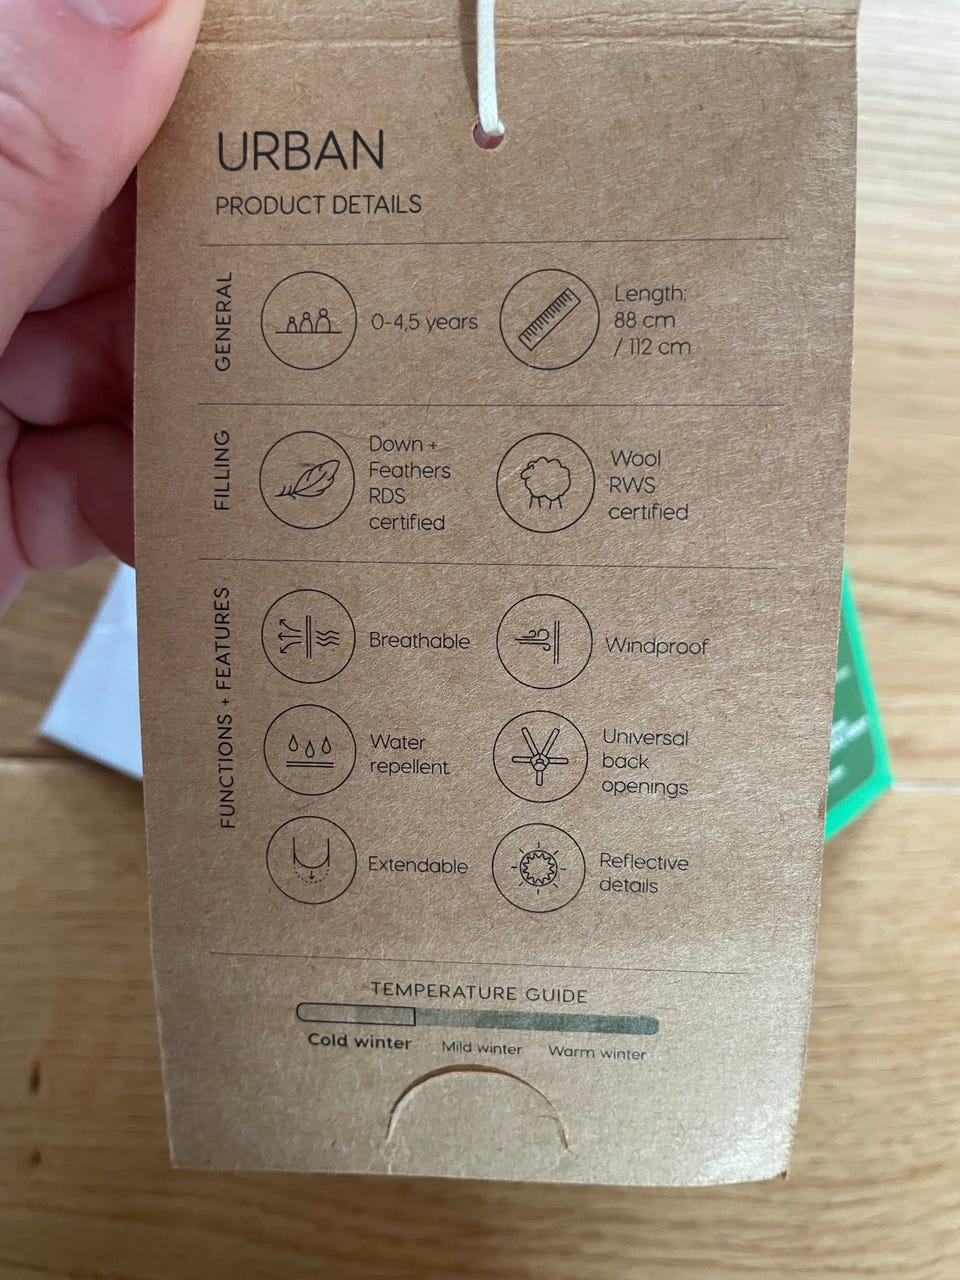 URBAN
PRODUCT DETAILS
GENERAL
0-4,5 years
Length:
88 cm
/ 112 cm
FILLING
Down +
Feathers
RDS
certified
Wool
RWS
certified
FUNCTIONS + FEATURES
Breathable
Windproof
Water
repellent
Universal
back
openings
Extendable
Reflective
details
TEMPERATURE GUIDE
Cold winter
Mild winter
Warm winter